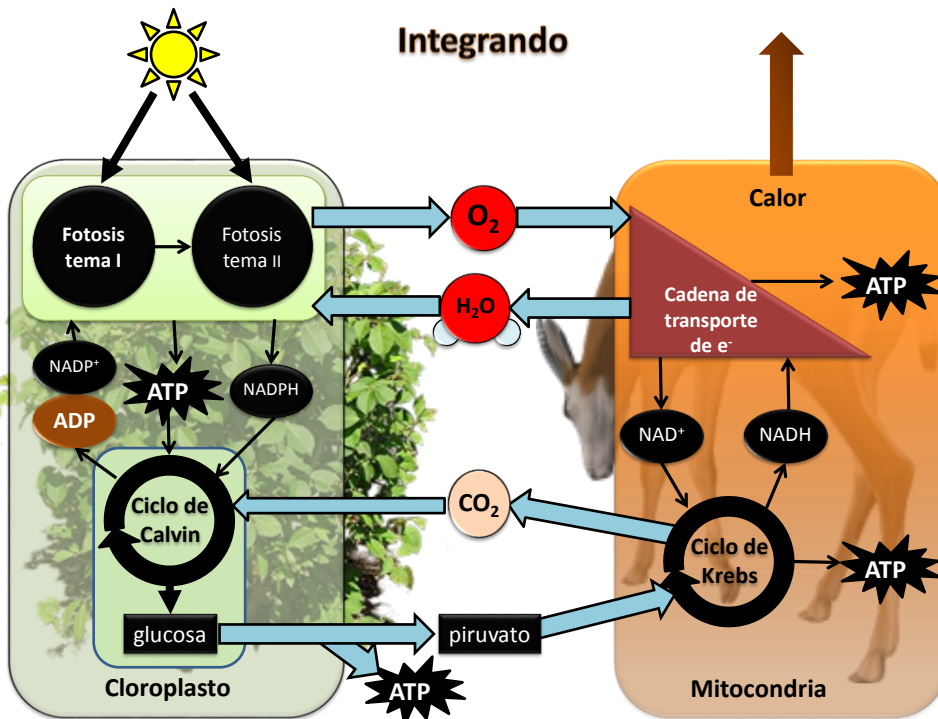 Integrando
Fotosis
tema I
Fotosis
tema II
O₂
Calor
ATP
H₂O
Cadena de
transporte
de e⁻
NADP⁺
ADP
ATP
NADPH
NAD⁺
NADH
Ciclo de
Calvin
CO₂
Ciclo de
Krebs
ATP
glucosa
piruvato
ATP
Cloroplasto
Mitocondria